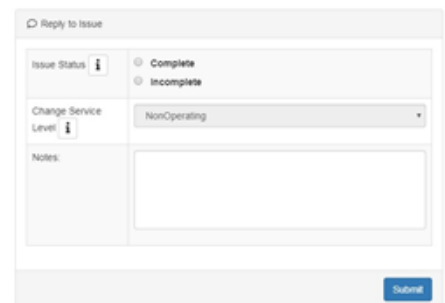 Reply to Issue
Issue Status i
Complete
Incomplete
Change Service
Level i
NonOperating
Notes:
Submit